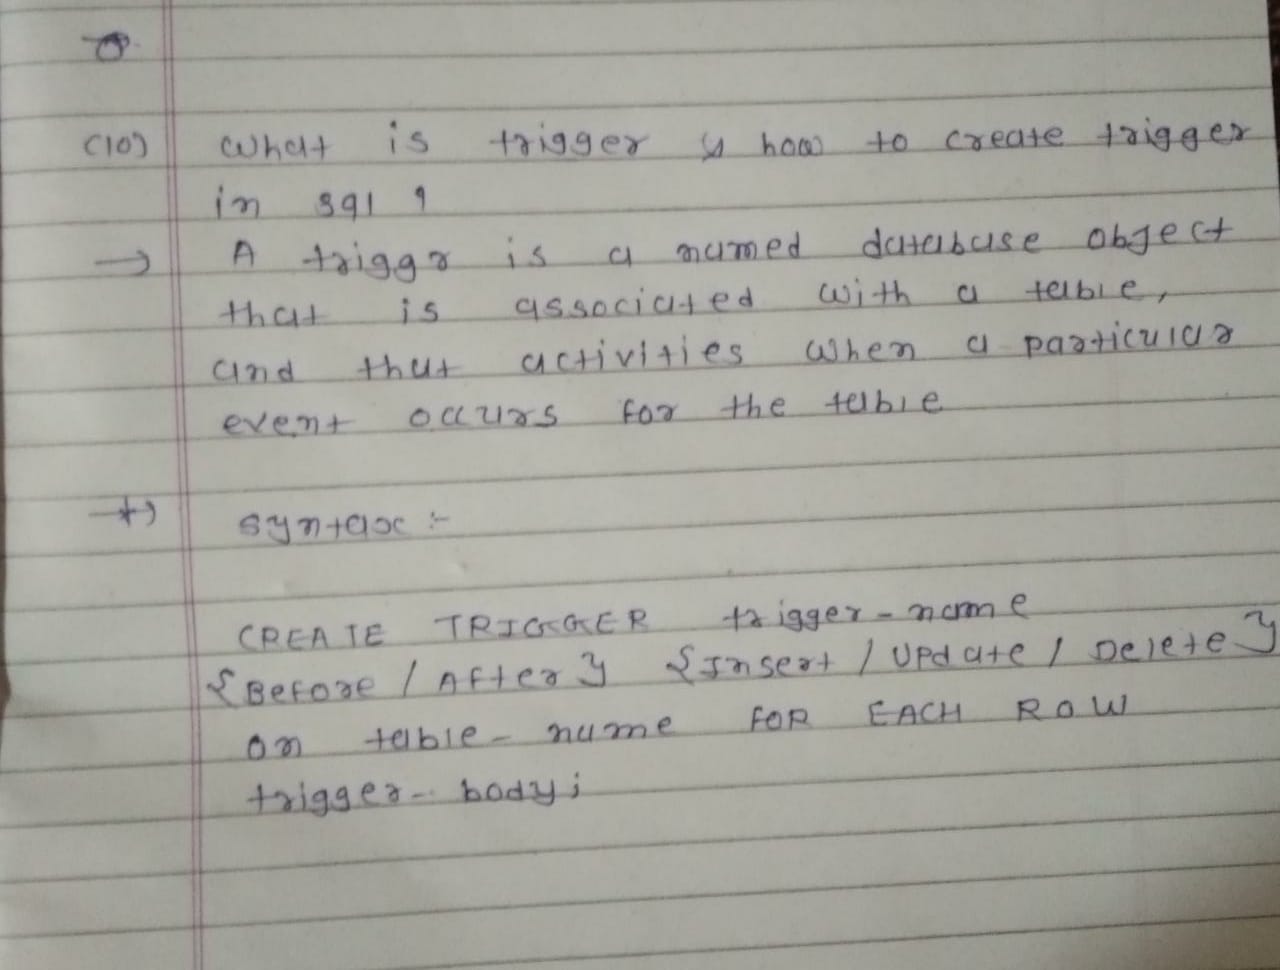 (10) What is trigger & how to create trigger
in sql ?
→ A triggr is a named database object
that is associated with a table,
and that activities when a particular
event occurs for the table
*) syntax :-
CREATE TRIGGER trigger-name
{Before / After} {Insert / Update / Delete}
on table-name FOR EACH ROW
trigger-body;